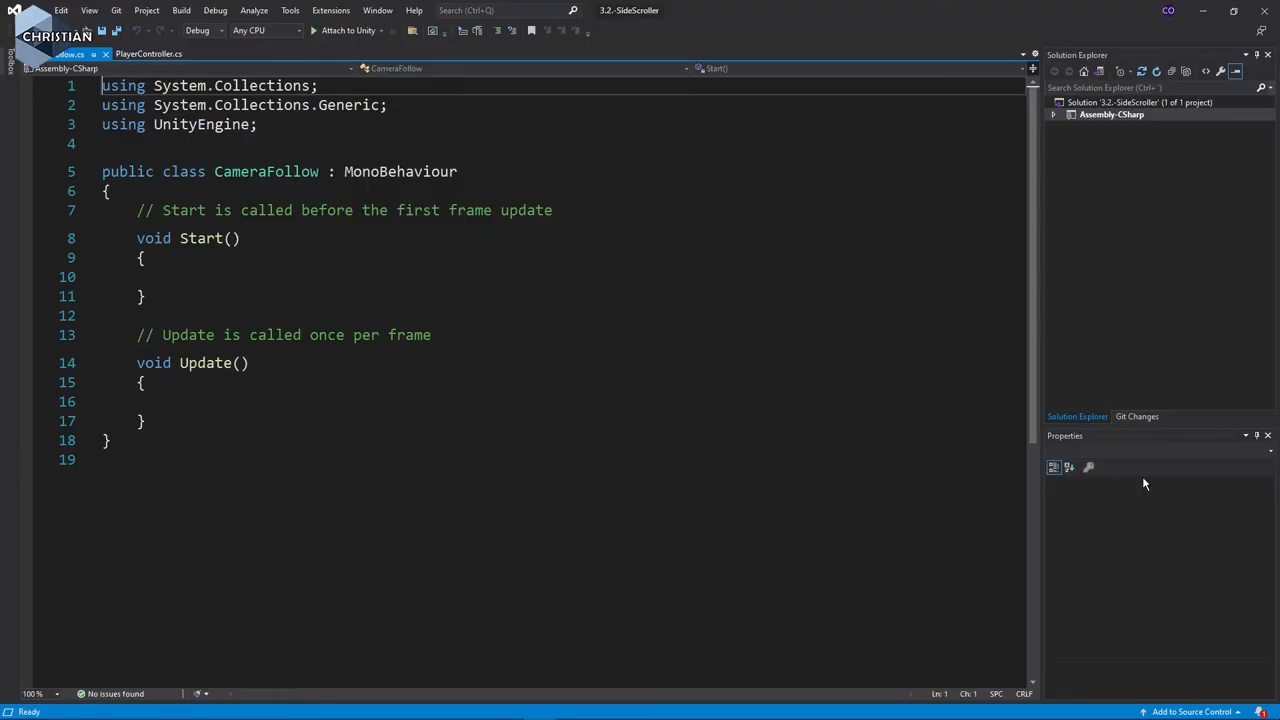 Edit View Git Project Build Debug Analyze Tools Extensions Window Help Search (Ctrl+Q) 3.2.-SideScroller CO
CHRISTIAN
Debug Any CPU Attach to Unity
llow.cs PlayerController.cs
Assembly-CSharp CameraFollow Start()
Toolbox
1 using System.Collections;
2 using System.Collections.Generic;
3 using UnityEngine;
4
5 public class CameraFollow : MonoBehaviour
6 {
7 // Start is called before the first frame update
8 void Start()
9 {
10
11 }
12
13 // Update is called once per frame
14 void Update()
15 {
16
17 }
18 }
19
100 % No issues found Ln: 1 Ch: 1 SPC CRLF
Solution Explorer
Search Solution Explorer (Ctrl+')
Solution '3.2.-SideScroller' (1 of 1 project)
Assembly-CSharp
Solution Explorer Git Changes
Properties
Ready Add to Source Control 1